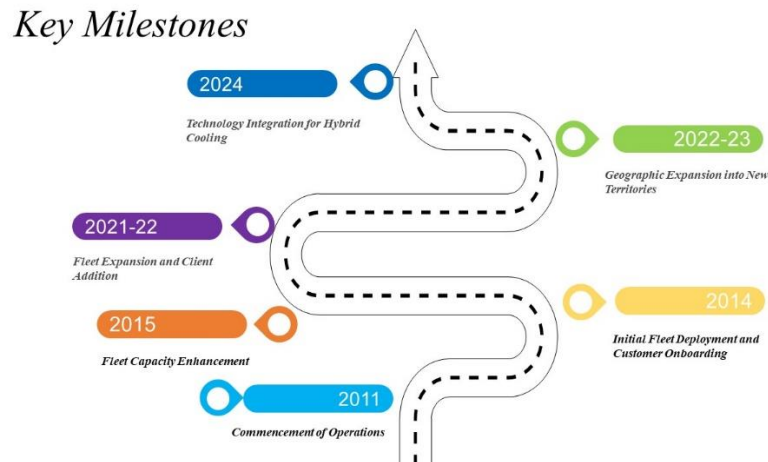 Key Milestones
2024
Technology Integration for Hybrid
Cooling
2022-23
Geographic Expansion into New
Territories
2021-22
Fleet Expansion and Client
Addition
2014
Initial Fleet Deployment and
Customer Onboarding
2015
Fleet Capacity Enhancement
2011
Commencement of Operations